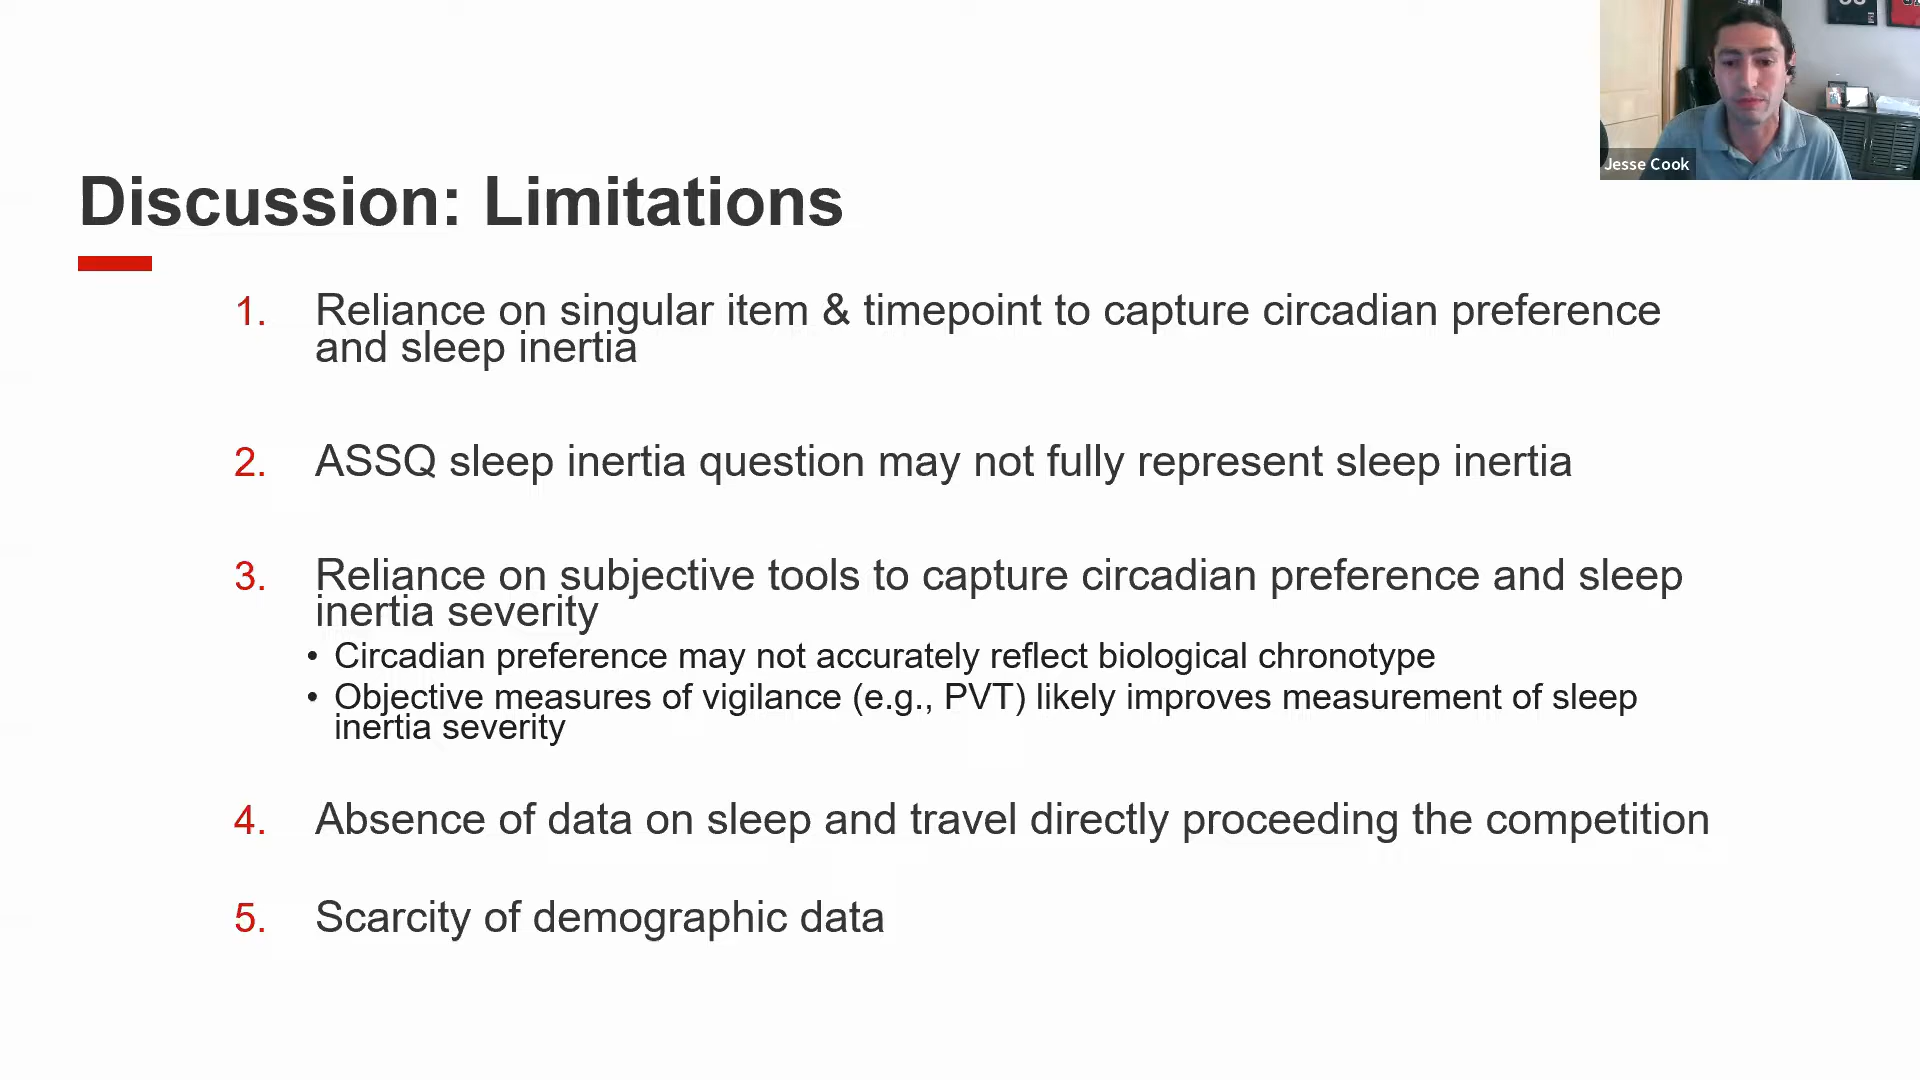 Jesse Cook
Discussion: Limitations
1. Reliance on singular item & timepoint to capture circadian preference
and sleep inertia
2. ASSQ sleep inertia question may not fully represent sleep inertia
3. Reliance on subjective tools to capture circadian preference and sleep
inertia severity
• Circadian preference may not accurately reflect biological chronotype
• Objective measures of vigilance (e.g., PVT) likely improves measurement of sleep
inertia severity
4. Absence of data on sleep and travel directly proceeding the competition
5. Scarcity of demographic data